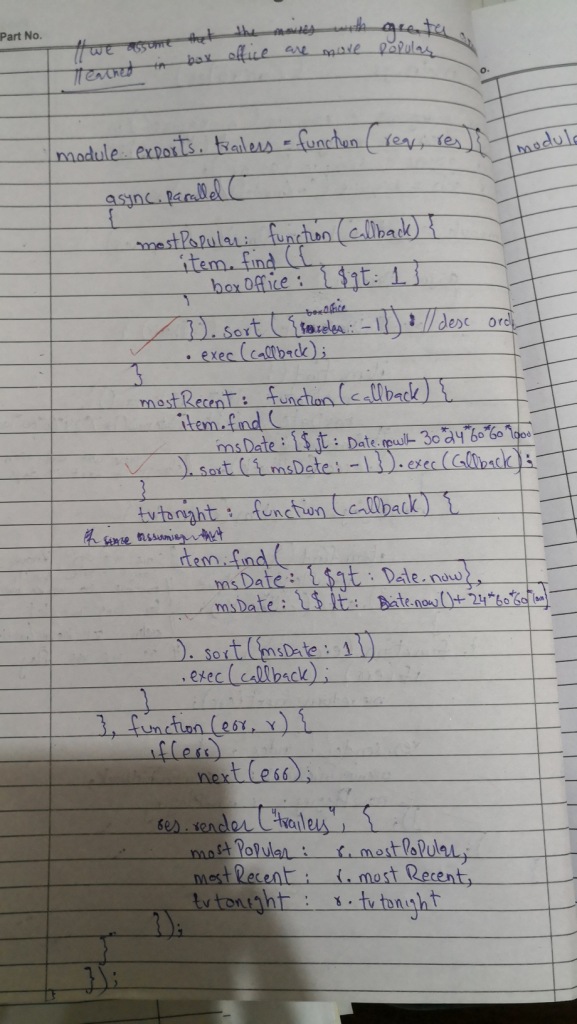 Part No.
//we assume that the movies with greater
//earned in box office are more popular
o.
module.exports.trailers = function(req, res){
module
async.parallel(
{
mostPopular: function(callback) {
item.find({
boxOffice : {$gt: 1}
}).sort({boxoffice : -1}) //desc ord
.exec(callback);
}
mostRecent : function(callback) {
item.find(
msDate : {$gt : Date.now()- 30*24*60*60*1000
).sort({msDate : -1}).exec(Callback);
}
tvtonight : function(callback) {
since assuming that
item.find(
msDate : {$gt : Date.now},
msDate : {$lt : Date.now()+24*60*60*1000}
).sort({msDate : 1})
.exec(callback);
}
}, function(err, r) {
if(err)
next(err);
res.render("trailers", {
mostPopular : r.mostPopular,
mostRecent : r.most Recent,
tvtonight : r.tvtonight
});
}
});